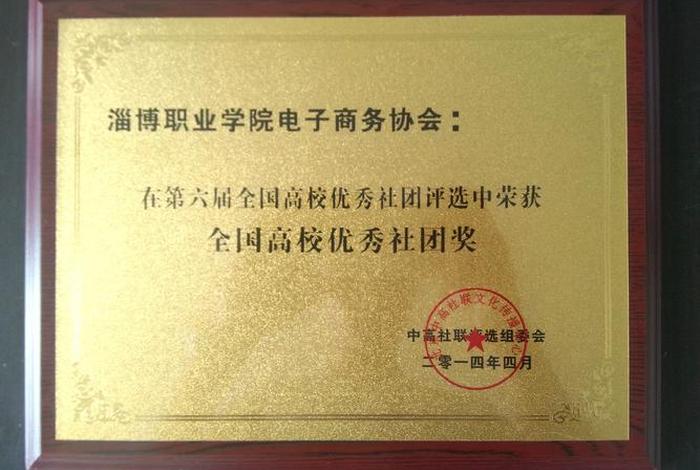 淄博职业学院电子商务协会：
在第六届全国高校优秀社团评选中荣获
全国高校优秀社团奖
中高社联评选组委会
二零一四年四月